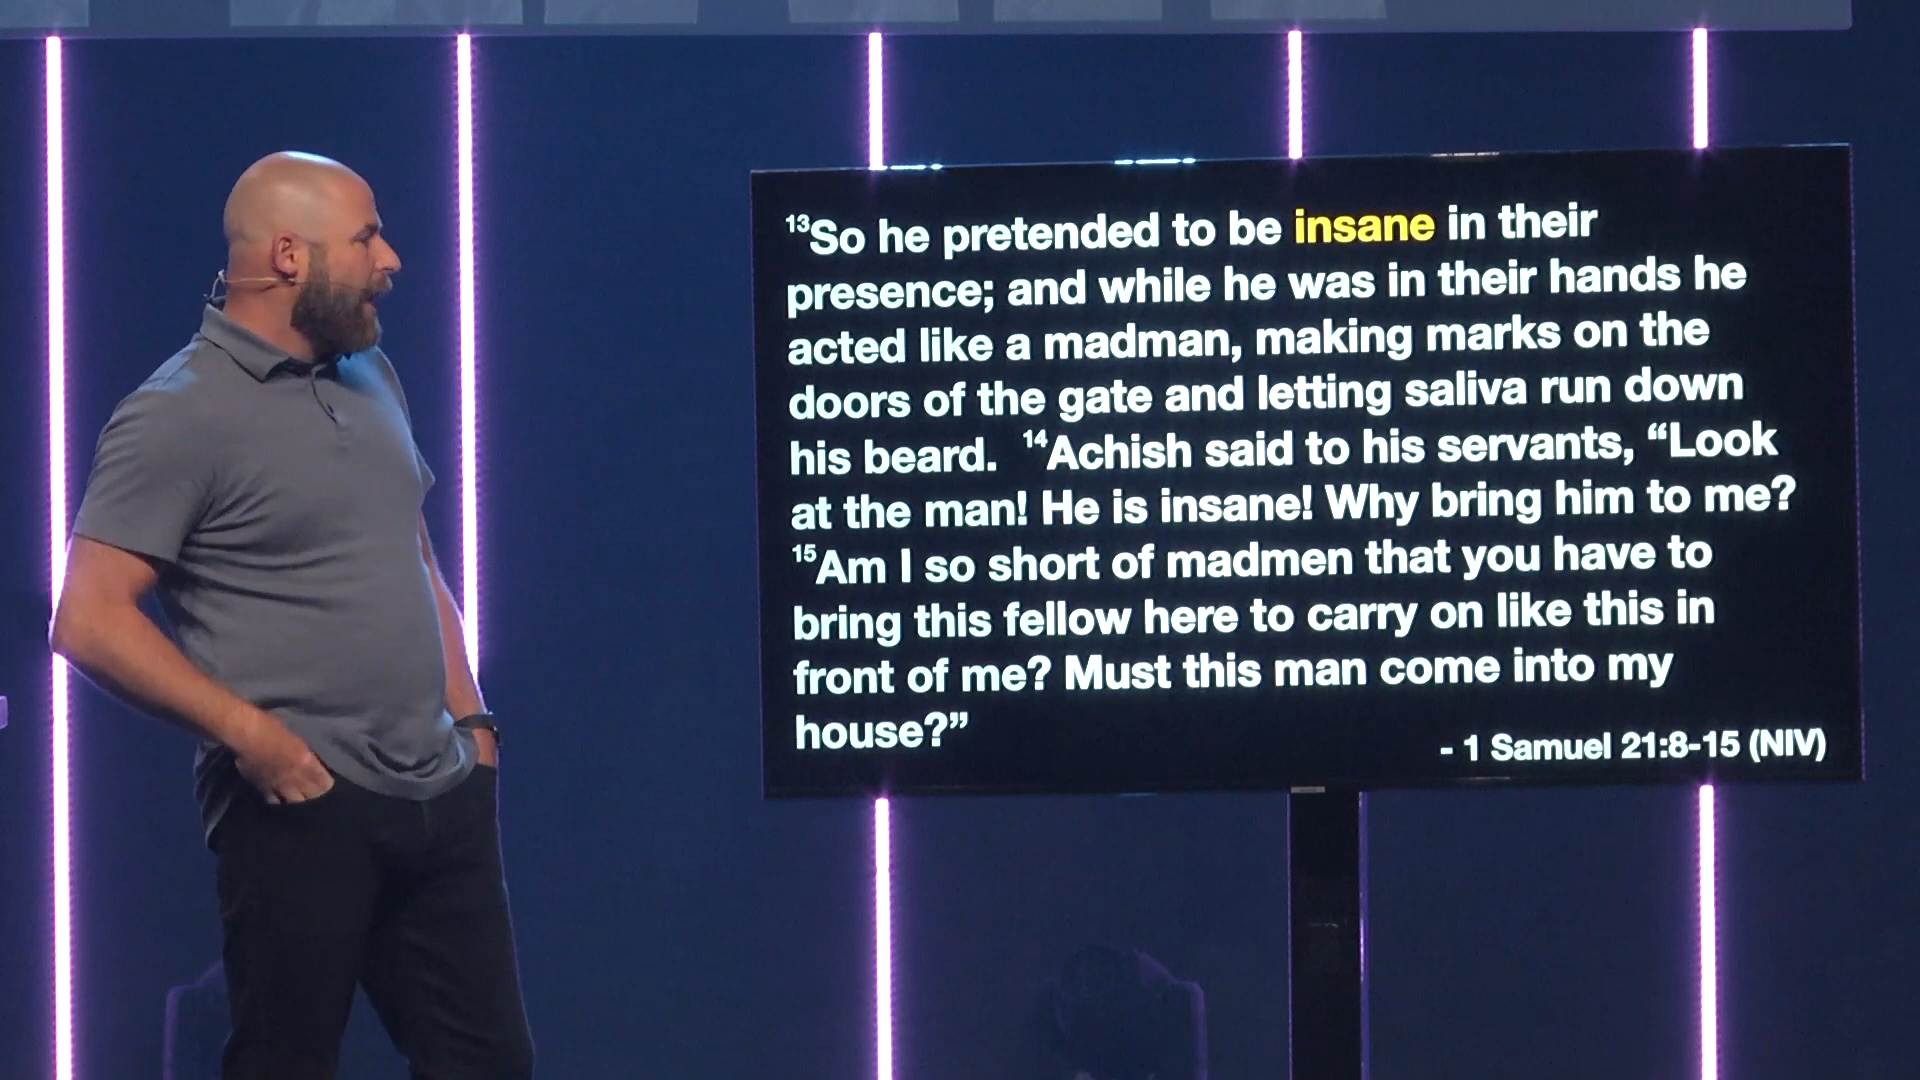 ¹³So he pretended to be insane in their
presence; and while he was in their hands he
acted like a madman, making marks on the
doors of the gate and letting saliva run down
his beard. ¹⁴Achish said to his servants, “Look
at the man! He is insane! Why bring him to me?
¹⁵Am I so short of madmen that you have to
bring this fellow here to carry on like this in
front of me? Must this man come into my
house?”
- 1 Samuel 21:8-15 (NIV)